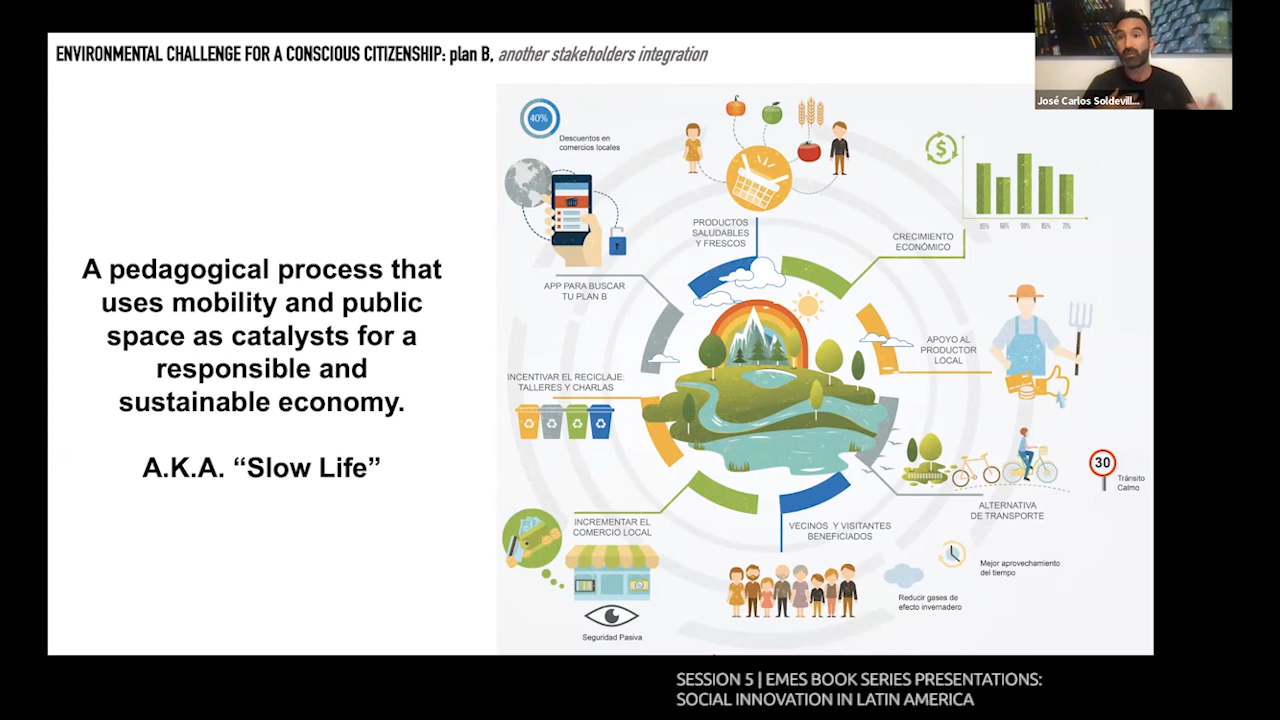 ENVIRONMENTAL CHALLENGE FOR A CONSCIOUS CITIZENSHIP: plan B, another stakeholders integration
José Carlos Soldevill...
A pedagogical process that
uses mobility and public
space as catalysts for a
responsible and
sustainable economy.
A.K.A. “Slow Life”
40%
Descuentos en
comercios locales
PRODUCTOS
SALUDABLES
Y FRESCOS
$
CRECIMIENTO
ECONÓMICO
APP PARA BUSCAR
TU PLAN B
APOYO AL
PRODUCTOR
LOCAL
INCENTIVAR EL RECICLAJE:
TALLERES Y CHARLAS
30
Tránsito
Calmo
ALTERNATIVA
DE TRANSPORTE
INCREMENTAR EL
COMERCIO LOCAL
VECINOS Y VISITANTES
BENEFICIADOS
Mejor aprovechamiento
del tiempo
Reducir gases de
efecto invernadero
Seguridad Pasiva
SESSION 5 | EMES BOOK SERIES PRESENTATIONS:
SOCIAL INNOVATION IN LATIN AMERICA